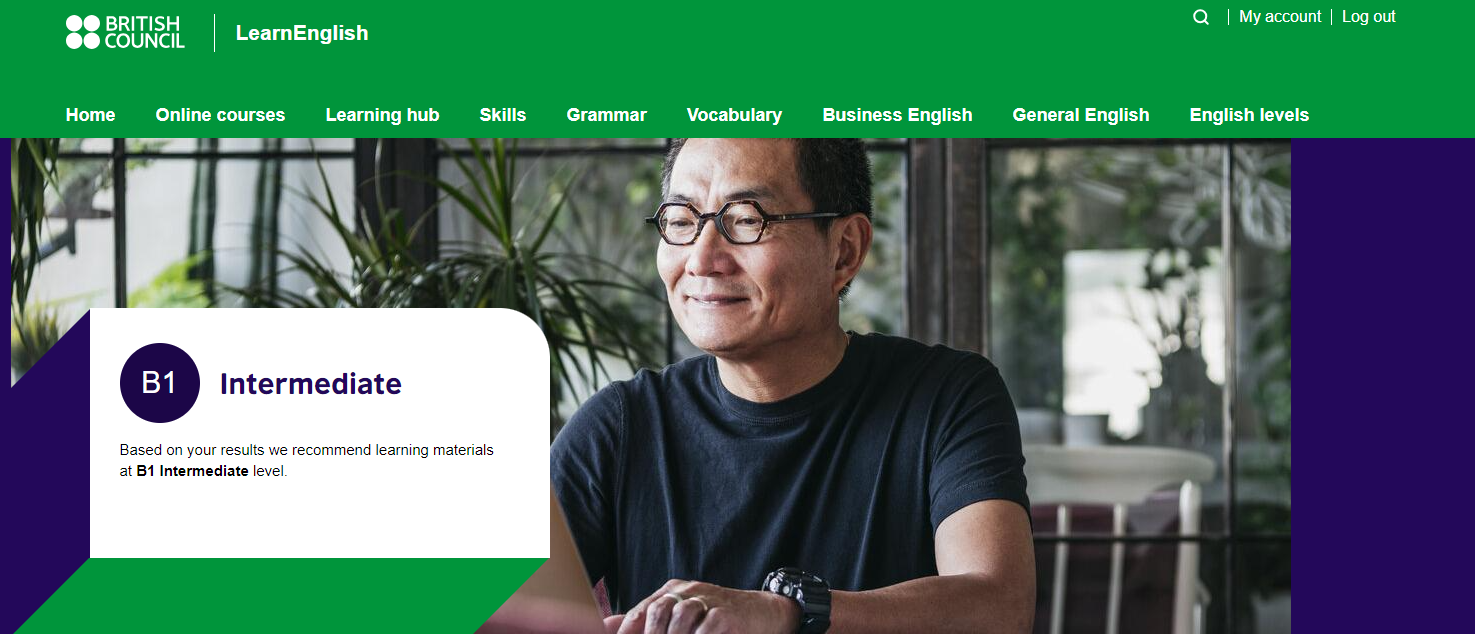 BRITISH
COUNCIL
LearnEnglish
My account
Log out
Home
Online courses
Learning hub
Skills
Grammar
Vocabulary
Business English
General English
English levels
B1
Intermediate
Based on your results we recommend learning materials
at B1 Intermediate level.